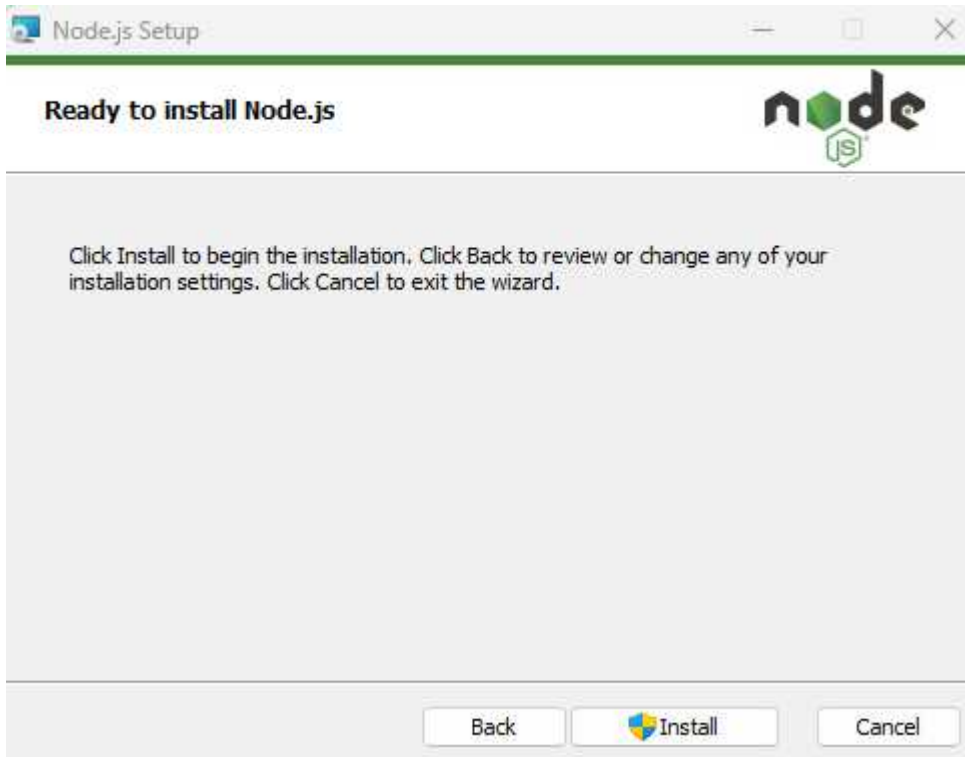 Node.js Setup
Ready to install Node.js
node
JS
Click Install to begin the installation. Click Back to review or change any of your
installation settings. Click Cancel to exit the wizard.
Back
Install
Cancel